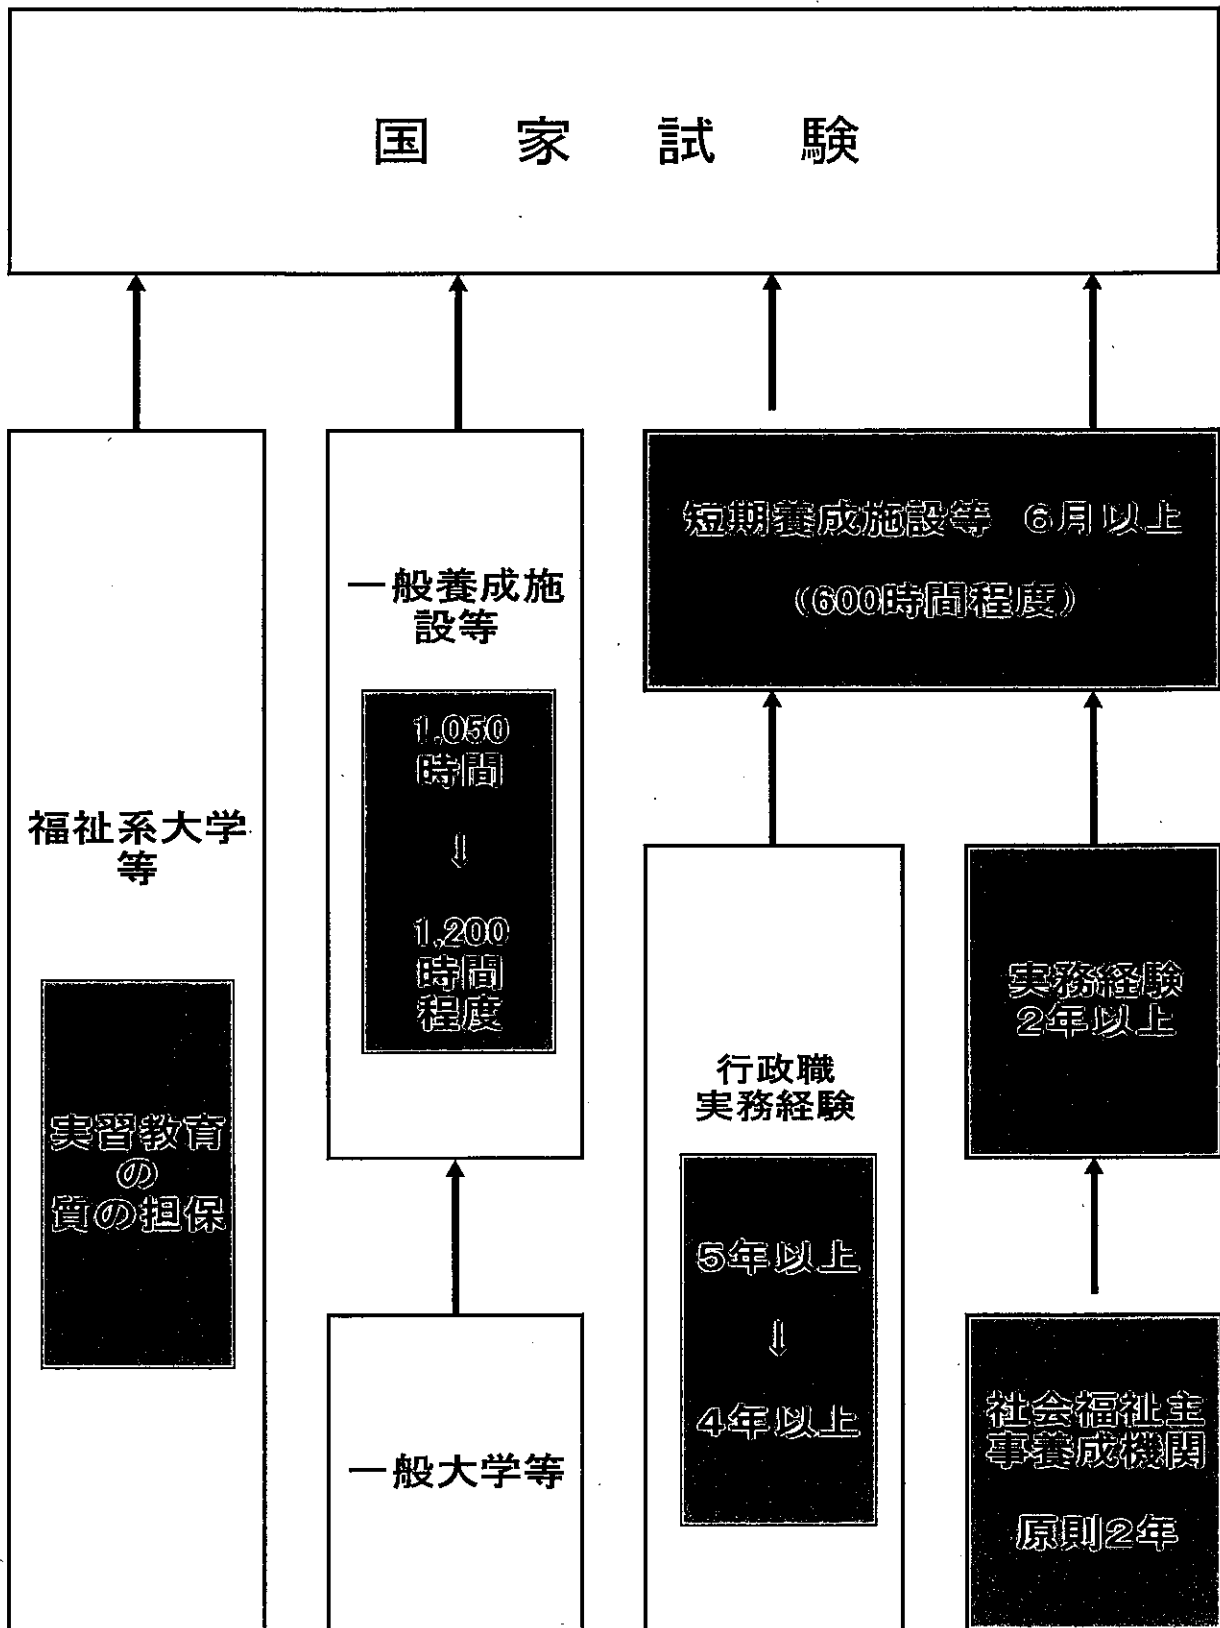 国家試験
福祉系大学
等
実習教育
の
質の担保
一般養成施
設等
1,050
時間
⇓
1,200
時間
程度
一般大学等
短期養成施設等 6月以上
(600時間程度)
行政職
実務経験
5年以上
⇓
4年以上
実務経験
2年以上
社会福祉主
事養成機関
原則2年